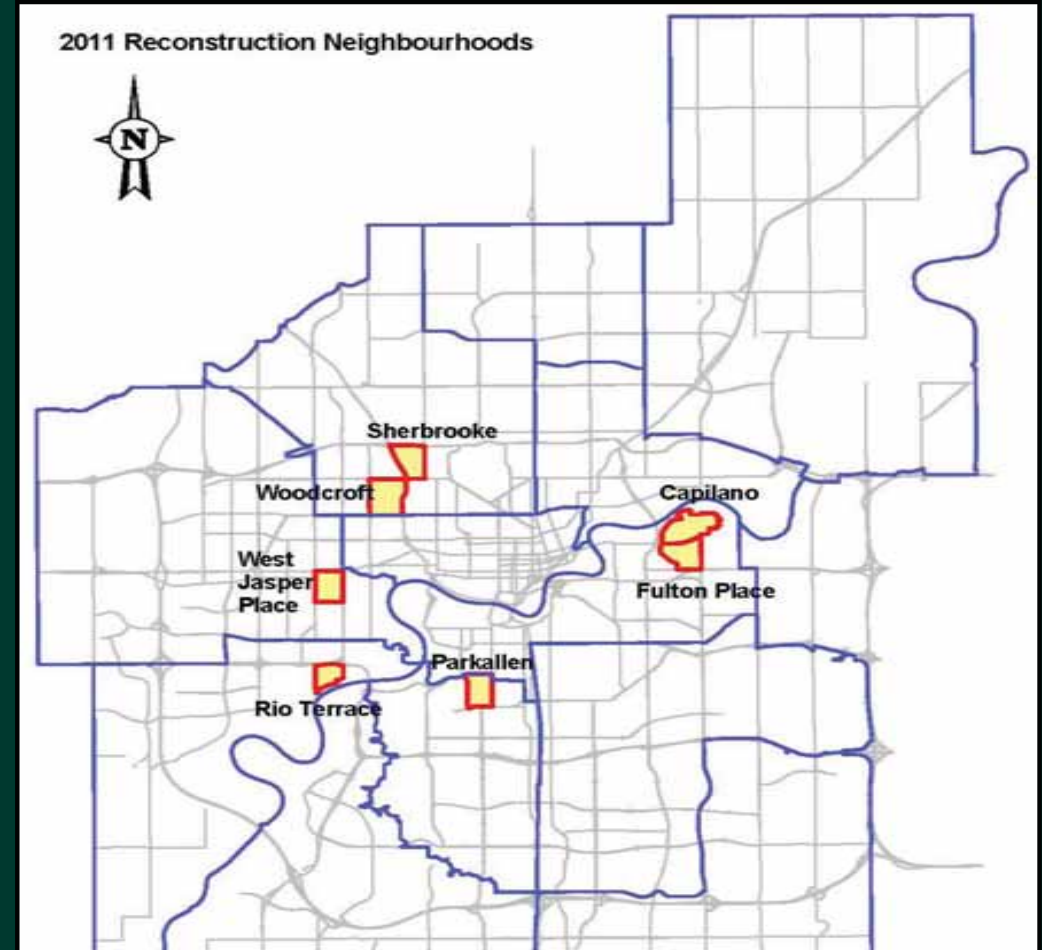 2011 Reconstruction Neighbourhoods
N
Sherbrooke
Woodcroft
Capilano
West
Jasper
Place
Fulton Place
Parkallen
Rio Terrace